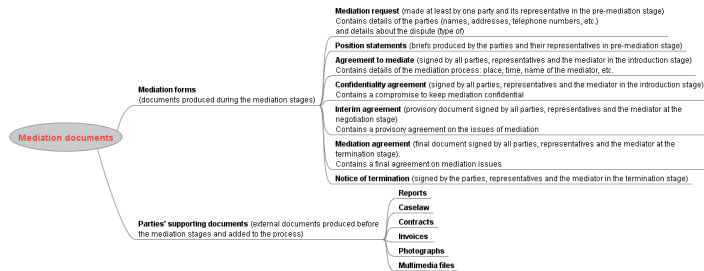 Mediation documents
Mediation forms
(documents produced during the mediation stages)
Mediation request (made at least by one party and its representative in the pre-mediation stage)
Contains details of the parties (names, addresses, telephone numbers, etc.)
and details about the dispute (type of)
Position statements (briefs produced by the parties and their representatives in pre-mediation stage)
Agreement to mediate (signed by all parties, representatives and the mediator in the introduction stage)
Contains details of the mediation process: place, time, name of the mediator, etc.
Confidentiality agreement (signed by all parties, representatives and the mediator in the introduction stage)
Contains a compromise to keep mediation confidential
Interim agreement (provisory document signed by all parties, representatives and the mediator at the
negotiation stage)
Contains a provisory agreement on the issues of mediation
Mediation agreement (final document signed by all parties, representatives and the mediator at the
termination stage).
Contains a final agreement on mediation issues
Notice of termination (signed by the parties, representatives and the mediator in the termination stage)
Parties' supporting documents (external documents produced before
the mediation stages and added to the process)
Reports
Caselaw
Contracts
Invoices
Photographs
Multimedia files